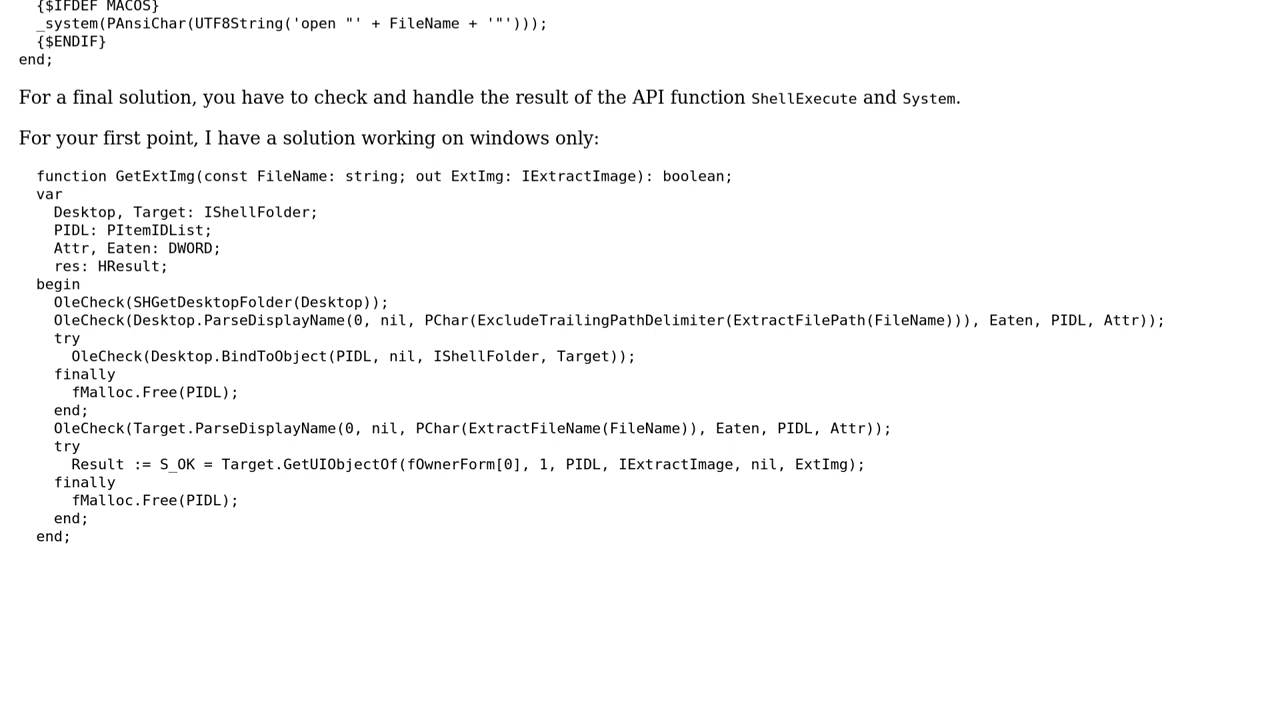 {$IFDEF MACOS}
_system(PAnsiChar(UTF8String('open "' + FileName + '"')));
{$ENDIF}
end;
For a final solution, you have to check and handle the result of the API function ShellExecute and System.
For your first point, I have a solution working on windows only:
function GetExtImg(const FileName: string; out ExtImg: IExtractImage): boolean;
var
Desktop, Target: IShellFolder;
PIDL: PItemIDList;
Attr, Eaten: DWORD;
res: HResult;
begin
OleCheck(SHGetDesktopFolder(Desktop));
OleCheck(Desktop.ParseDisplayName(0, nil, PChar(ExcludeTrailingPathDelimiter(ExtractFilePath(FileName))), Eaten, PIDL, Attr));
try
OleCheck(Desktop.BindToObject(PIDL, nil, IShellFolder, Target));
finally
fMalloc.Free(PIDL);
end;
OleCheck(Target.ParseDisplayName(0, nil, PChar(ExtractFileName(FileName)), Eaten, PIDL, Attr));
try
Result := S_OK = Target.GetUIObjectOf(fOwnerForm[0], 1, PIDL, IExtractImage, nil, ExtImg);
finally
fMalloc.Free(PIDL);
end;
end;